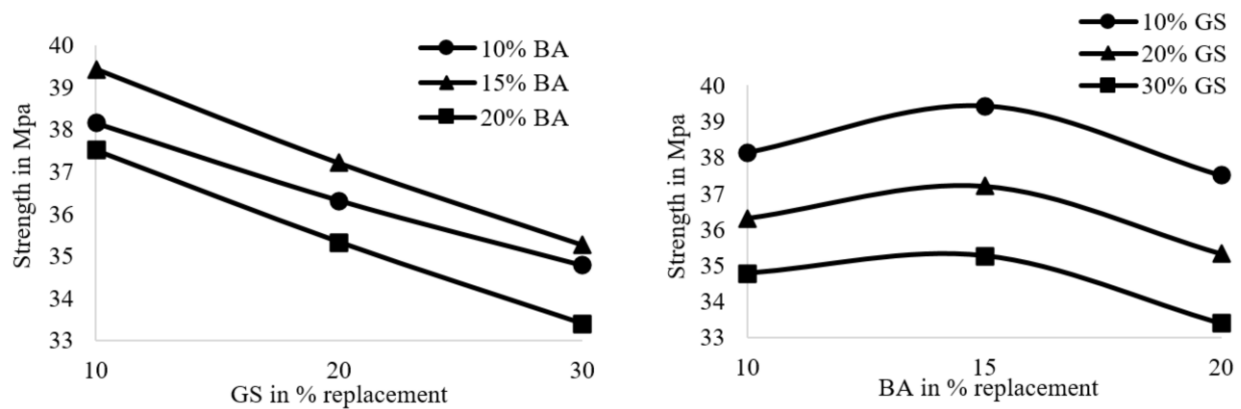 40
39
38
37
36
35
34
33
Strength in Mpa
10% BA
15% BA
20% BA
10 20 30
GS in % replacement
10% GS
20% GS
30% GS
40
39
38
37
36
35
34
33
Strength in Mpa
10 15 20
BA in % replacement